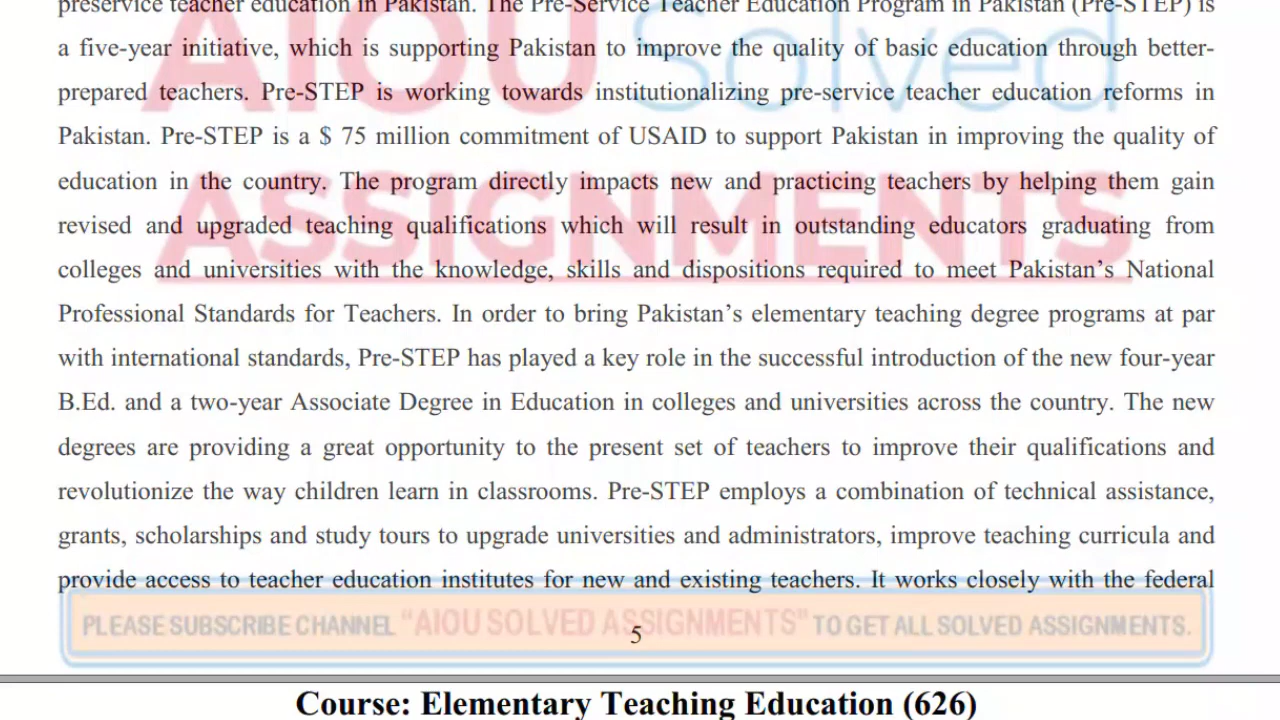 preservice teacher education in Pakistan. The Pre-Service Teacher Education Program in Pakistan (Pre-STEP) is
a five-year initiative, which is supporting Pakistan to improve the quality of basic education through better-
prepared teachers. Pre-STEP is working towards institutionalizing pre-service teacher education reforms in
Pakistan. Pre-STEP is a $ 75 million commitment of USAID to support Pakistan in improving the quality of
education in the country. The program directly impacts new and practicing teachers by helping them gain
revised and upgraded teaching qualifications which will result in outstanding educators graduating from
colleges and universities with the knowledge, skills and dispositions required to meet Pakistan’s National
Professional Standards for Teachers. In order to bring Pakistan’s elementary teaching degree programs at par
with international standards, Pre-STEP has played a key role in the successful introduction of the new four-year
B.Ed. and a two-year Associate Degree in Education in colleges and universities across the country. The new
degrees are providing a great opportunity to the present set of teachers to improve their qualifications and
revolutionize the way children learn in classrooms. Pre-STEP employs a combination of technical assistance,
grants, scholarships and study tours to upgrade universities and administrators, improve teaching curricula and
provide access to teacher education institutes for new and existing teachers. It works closely with the federal
AIOU Solved
ASSIGNMENTS
PLEASE SUBSCRIBE CHANNEL "AIOU SOLVED ASSIGNMENTS" TO GET ALL SOLVED ASSIGNMENTS.
5
Course: Elementary Teaching Education (626)